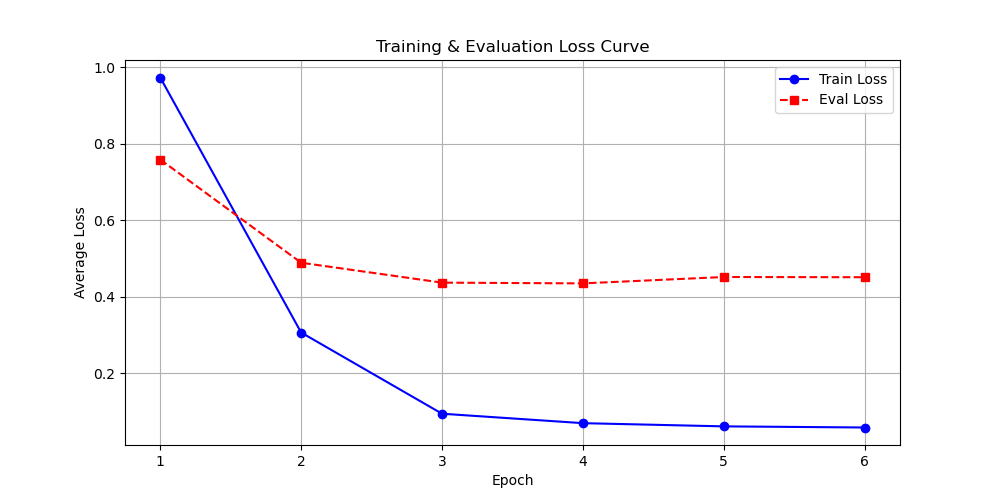 Training & Evaluation Loss Curve
Train Loss
Eval Loss
Average Loss
1.0
0.8
0.6
0.4
0.2
1 2 3 4 5 6
Epoch